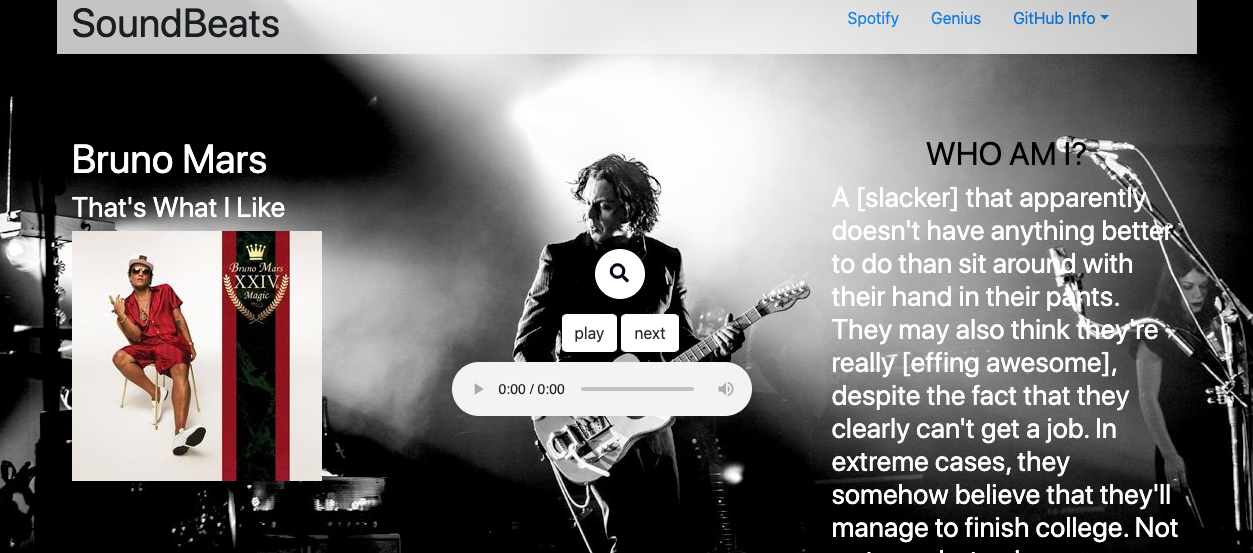 SoundBeats
Spotify
Genius
GitHub Info
Bruno Mars
That's What I Like
Bruno Mars
XXIV
Magic
play
next
0:00 / 0:00
WHO AM I?
A [slacker] that apparently
doesn't have anything better
to do than sit around with
their hand in their pants.
They may also think they're
really [effing awesome],
despite the fact that they
clearly can't get a job. In
extreme cases, they
somehow believe that they'll
manage to finish college. Not